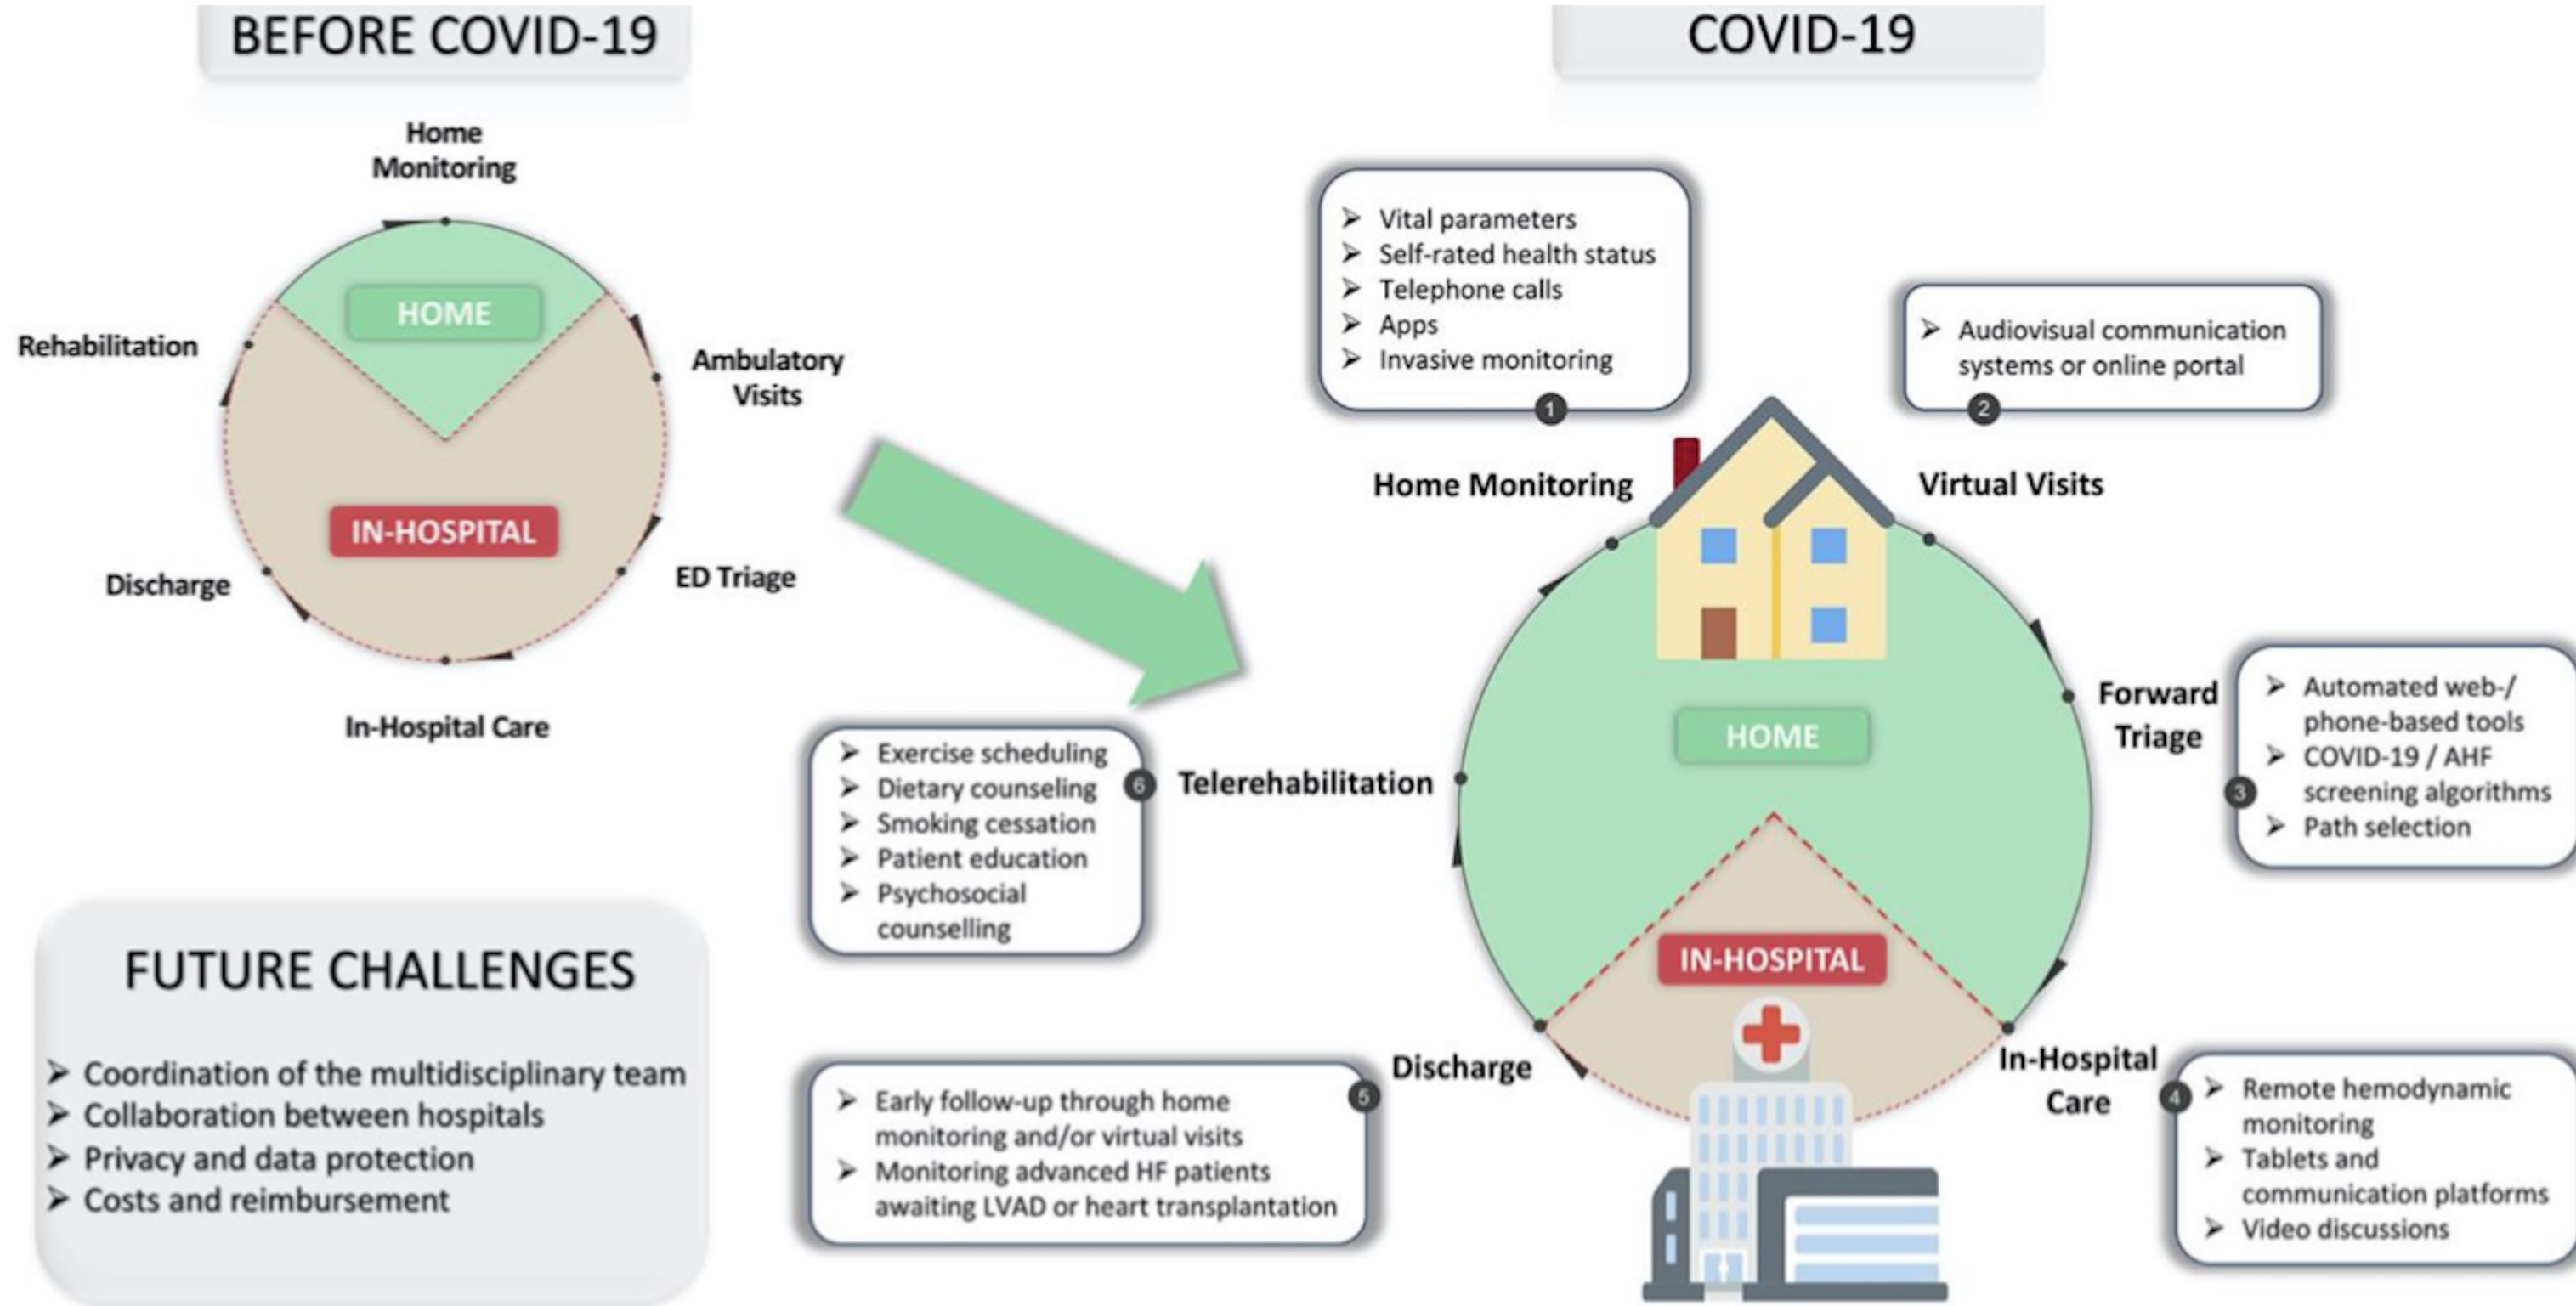 BEFORE COVID-19
Home
Monitoring
HOME
Rehabilitation
Ambulatory
Visits
IN-HOSPITAL
Discharge
ED Triage
In-Hospital Care
FUTURE CHALLENGES
➢ Coordination of the multidisciplinary team
➢ Collaboration between hospitals
➢ Privacy and data protection
➢ Costs and reimbursement
COVID-19
➢ Vital parameters
➢ Self-rated health status
➢ Telephone calls
➢ Apps
➢ Invasive monitoring
1
Home Monitoring
➢ Audiovisual communication
systems or online portal
2
Virtual Visits
HOME
Forward
Triage
3
➢ Automated web-/
phone-based tools
➢ COVID-19 / AHF
screening algorithms
➢ Path selection
IN-HOSPITAL
In-Hospital
Care
4
➢ Remote hemodynamic
monitoring
➢ Tablets and
communication platforms
➢ Video discussions
Discharge
5
➢ Early follow-up through home
monitoring and/or virtual visits
➢ Monitoring advanced HF patients
awaiting LVAD or heart transplantation
Telerehabilitation
6
➢ Exercise scheduling
➢ Dietary counseling
➢ Smoking cessation
➢ Patient education
➢ Psychosocial
counselling